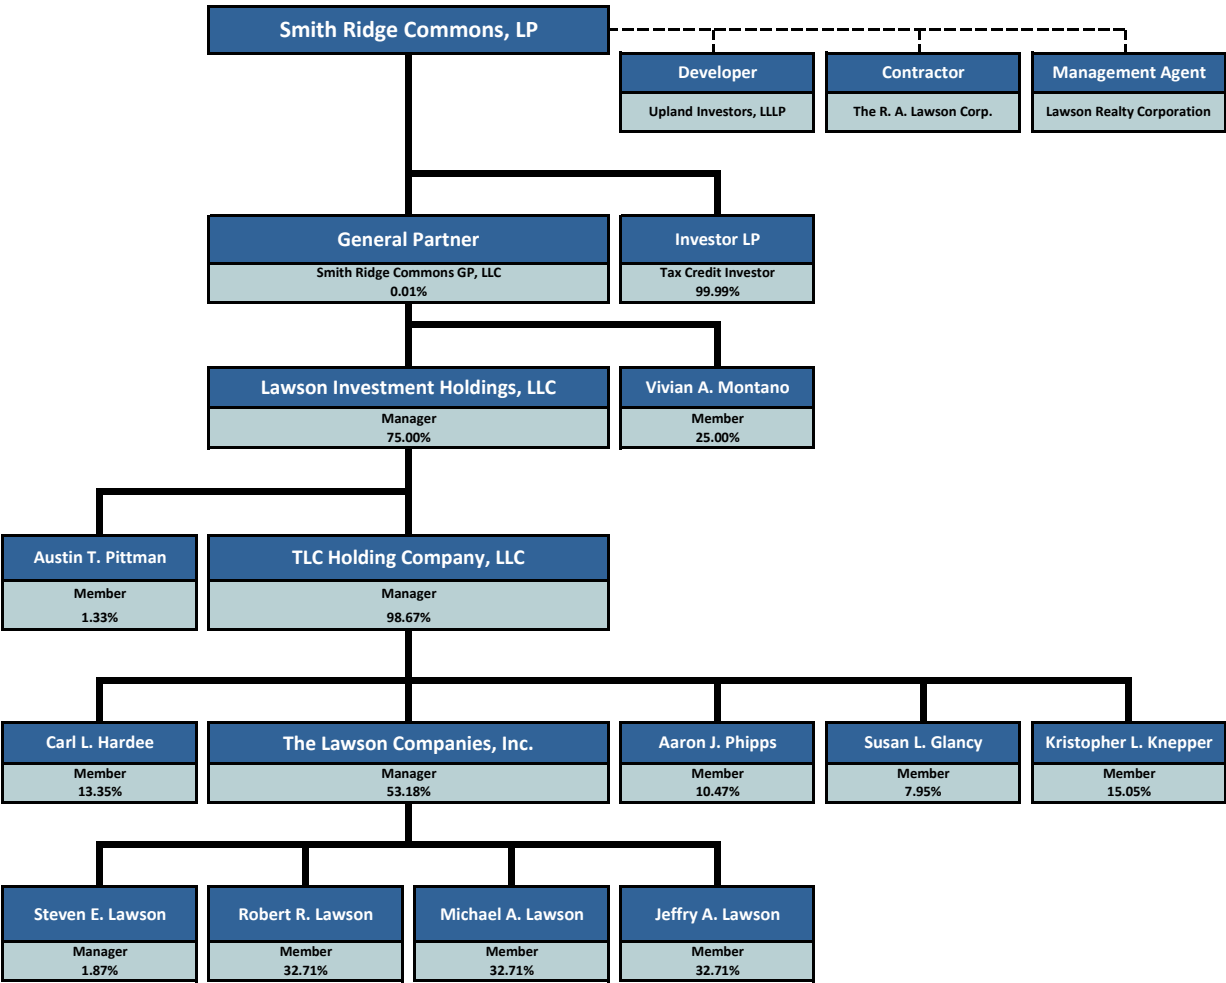 Smith Ridge Commons, LP
Developer
Contractor
Management Agent
Upland Investors, LLLP
The R. A. Lawson Corp.
Lawson Realty Corporation
General Partner
Investor LP
Smith Ridge Commons GP, LLC
0.01%
Tax Credit Investor
99.99%
Lawson Investment Holdings, LLC
Manager
75.00%
Vivian A. Montano
Member
25.00%
Austin T. Pittman
Member
1.33%
TLC Holding Company, LLC
Manager
98.67%
Carl L. Hardee
Member
13.35%
The Lawson Companies, Inc.
Manager
53.18%
Aaron J. Phipps
Member
10.47%
Susan L. Glancy
Member
7.95%
Kristopher L. Knepper
Member
15.05%
Steven E. Lawson
Manager
1.87%
Robert R. Lawson
Member
32.71%
Michael A. Lawson
Member
32.71%
Jeffry A. Lawson
Member
32.71%